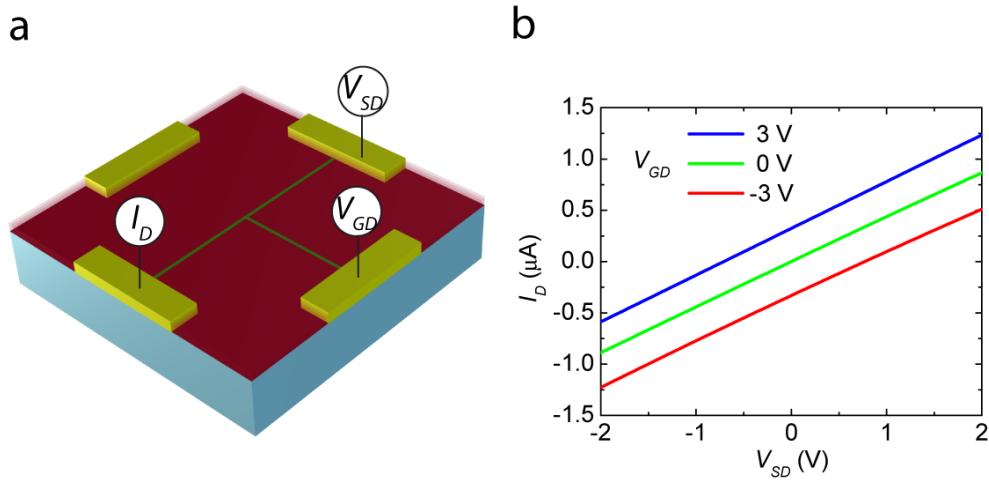 a
V_SD
I_D
V_GD
b
1.5
1.0
0.5
0.0
-0.5
-1.0
-1.5
I_D (μA)
V_GD
3 V
0 V
-3 V
-2
-1
0
1
2
V_SD (V)